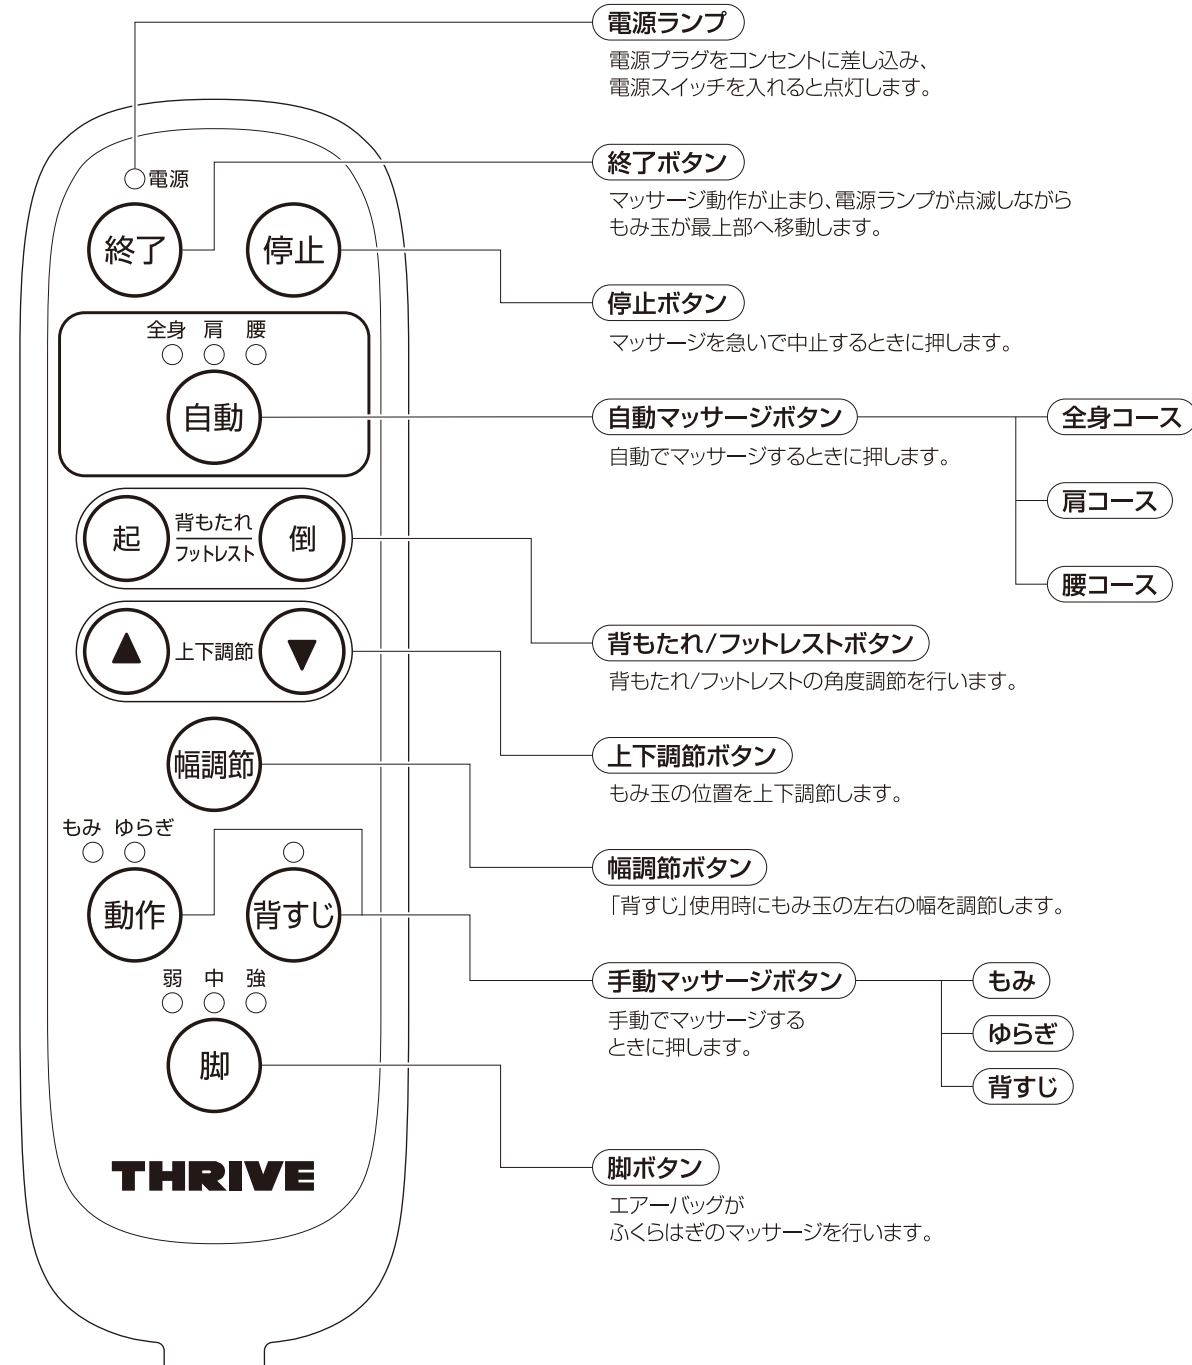 電源ランプ
電源プラグをコンセントに差し込み、
電源スイッチを入れると点灯します。
電源
終了ボタン
マッサージ動作が止まり、電源ランプが点滅しながら
もみ玉が最上部へ移動します。
終了
停止
停止ボタン
マッサージを急いで中止するときに押します。
全身 肩 腰
自動
自動マッサージボタン
自動でマッサージするときに押します。
全身コース
肩コース
腰コース
起
背もたれ
フットレスト
倒
背もたれ/フットレストボタン
背もたれ/フットレストの角度調節を行います。
▲
上下調節
▼
上下調節ボタン
もみ玉の位置を上下調節します。
幅調節
幅調節ボタン
「背すじ」使用時にもみ玉の左右の幅を調節します。
もみ ゆらぎ
動作
背すじ
手動マッサージボタン
手動でマッサージする
ときに押します。
もみ
ゆらぎ
背すじ
弱 中 強
脚
脚ボタン
エアーバッグが
ふくらはぎのマッサージを行います。
THRIVE